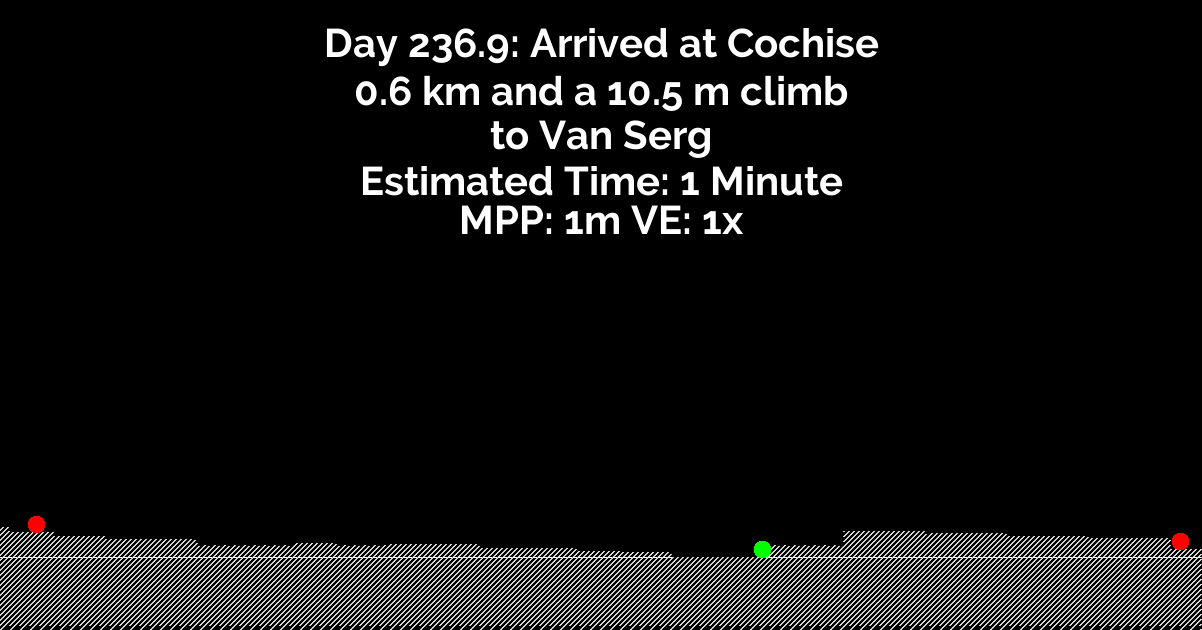 Day 236.9: Arrived at Cochise
0.6 km and a 10.5 m climb
to Van Serg
Estimated Time: 1 Minute
MPP: 1m VE: 1x